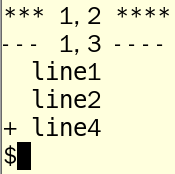 *** 1,2 ****
--- 1,3 ----
  line1
  line2
+ line4
$